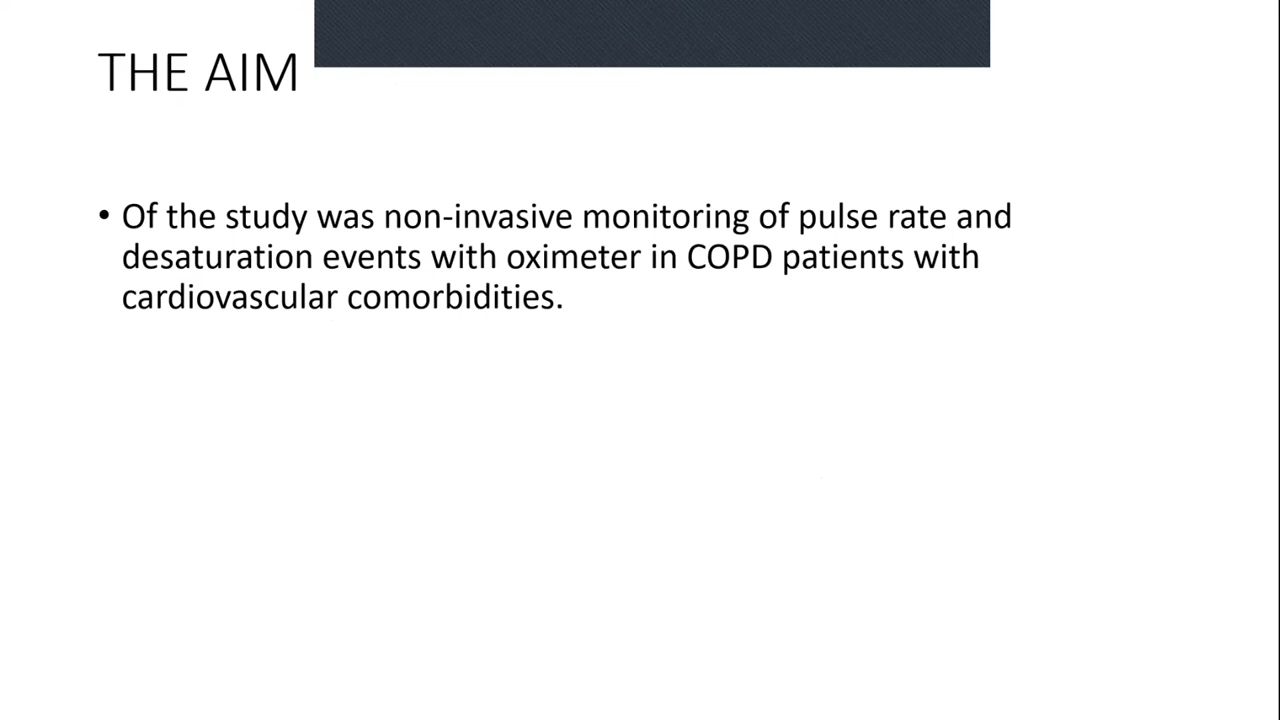 THE AIM
• Of the study was non-invasive monitoring of pulse rate and
desaturation events with oximeter in COPD patients with
cardiovascular comorbidities.